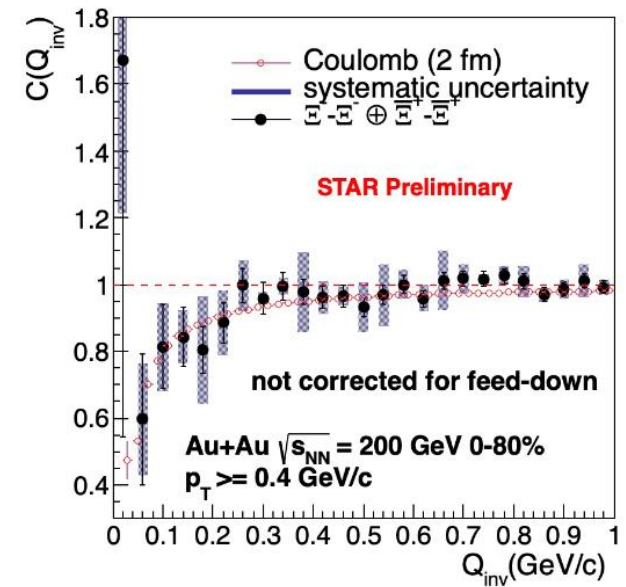 1.8
1.6
1.4
1.2
1
0.8
0.6
0.4
C(Q_inv)
Coulomb (2 fm)
systematic uncertainty
Ξ⁻-Ξ⁻ ⊕ Ξ̄⁺-Ξ̄⁺
STAR Preliminary
not corrected for feed-down
Au+Au √s_NN = 200 GeV 0-80%
p_T >= 0.4 GeV/c
0 0.1 0.2 0.3 0.4 0.5 0.6 0.7 0.8 0.9 1
Q_inv(GeV/c)